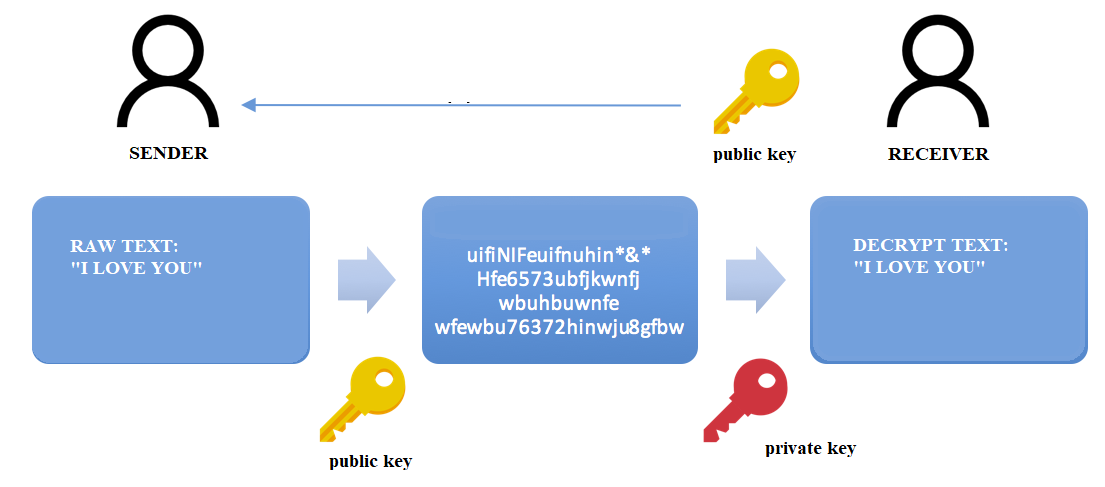 public key
SENDER
RECEIVER
RAW TEXT:
"I LOVE YOU"
uifiNIFeuifnuhin*&*
Hfe6573ubfjkwnfj
wbuhbuwnfe
wfewbu76372hinwju8gfbw
DECRYPT TEXT:
"I LOVE YOU"
public key
private key